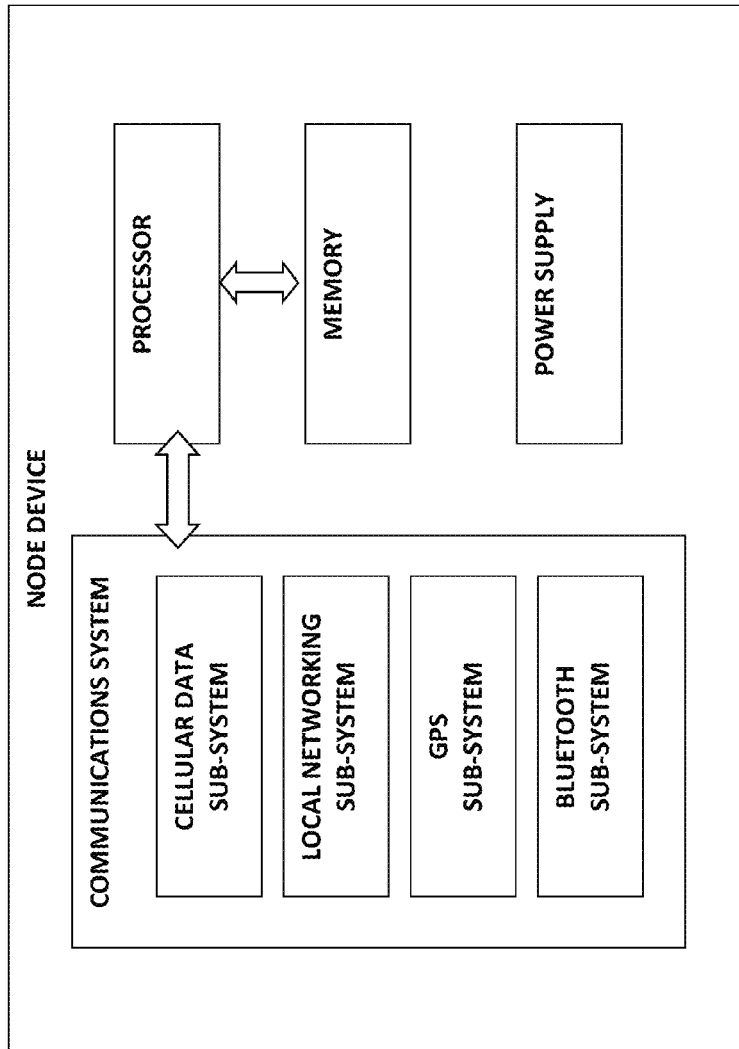 NODE DEVICE
COMMUNICATIONS SYSTEM
CELLULAR DATA
SUB-SYSTEM
LOCAL NETWORKING
SUB-SYSTEM
GPS
SUB-SYSTEM
BLUETOOTH
SUB-SYSTEM
PROCESSOR
MEMORY
POWER SUPPLY